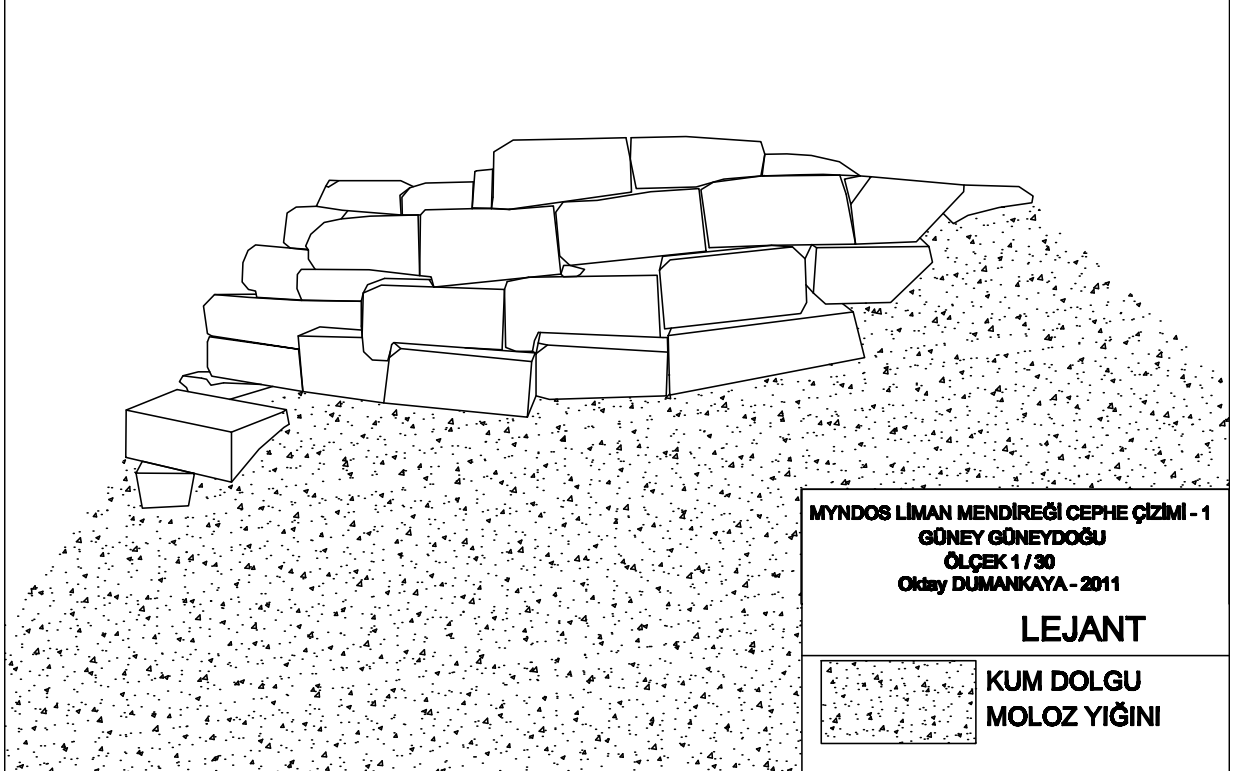 MYNDOS LİMAN MENDİREĞİ CEPHE ÇİZİMİ - 1
GÜNEY GÜNEYDOĞU
ÖLÇEK 1 / 30
Oktay DUMANKAYA - 2011
LEJANT
KUM DOLGU
MOLOZ YIĞINI